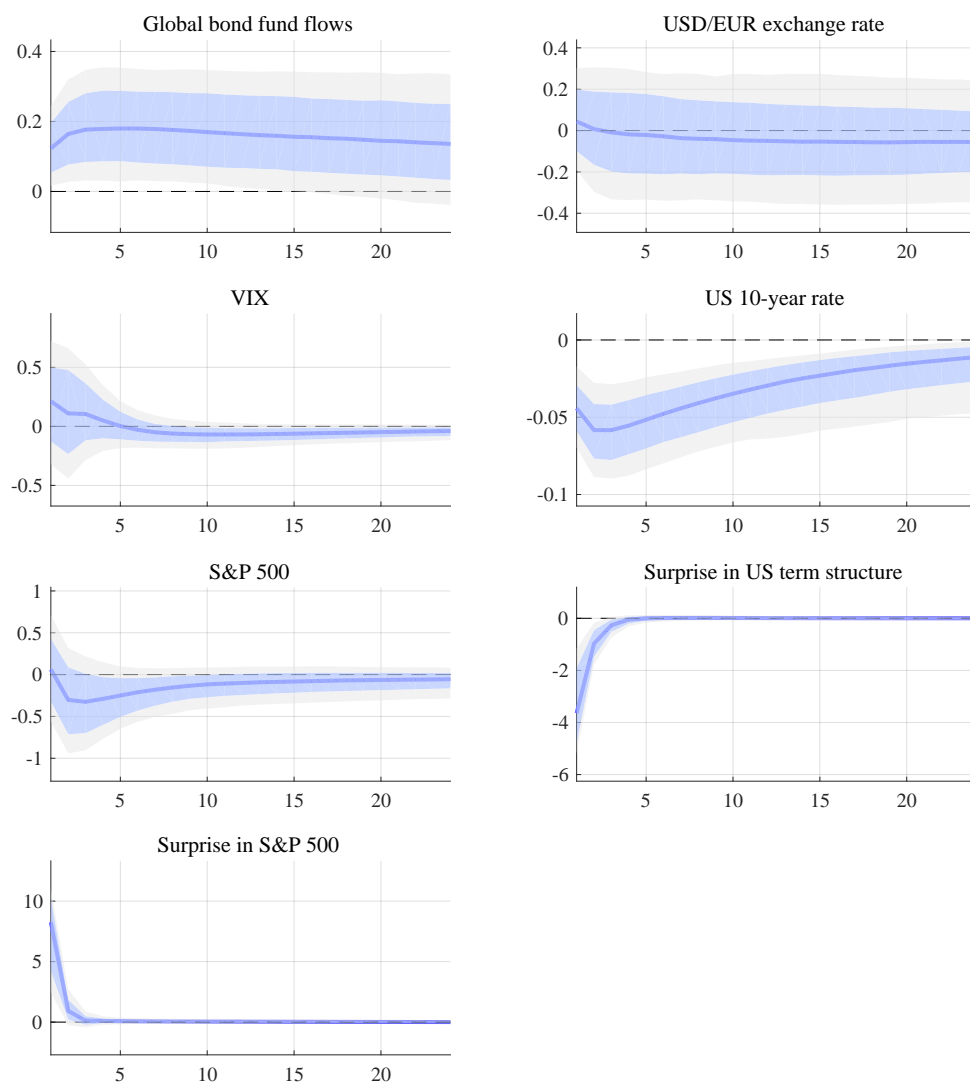 Global bond fund flows
0.4
0.2
0
5 10 15 20
USD/EUR exchange rate
0.4
0.2
0
-0.2
-0.4
5 10 15 20
VIX
0.5
0
-0.5
5 10 15 20
US 10-year rate
0
-0.05
-0.1
5 10 15 20
S&P 500
1
0.5
0
-0.5
-1
5 10 15 20
Surprise in US term structure
0
-2
-4
-6
5 10 15 20
Surprise in S&P 500
10
5
0
5 10 15 20